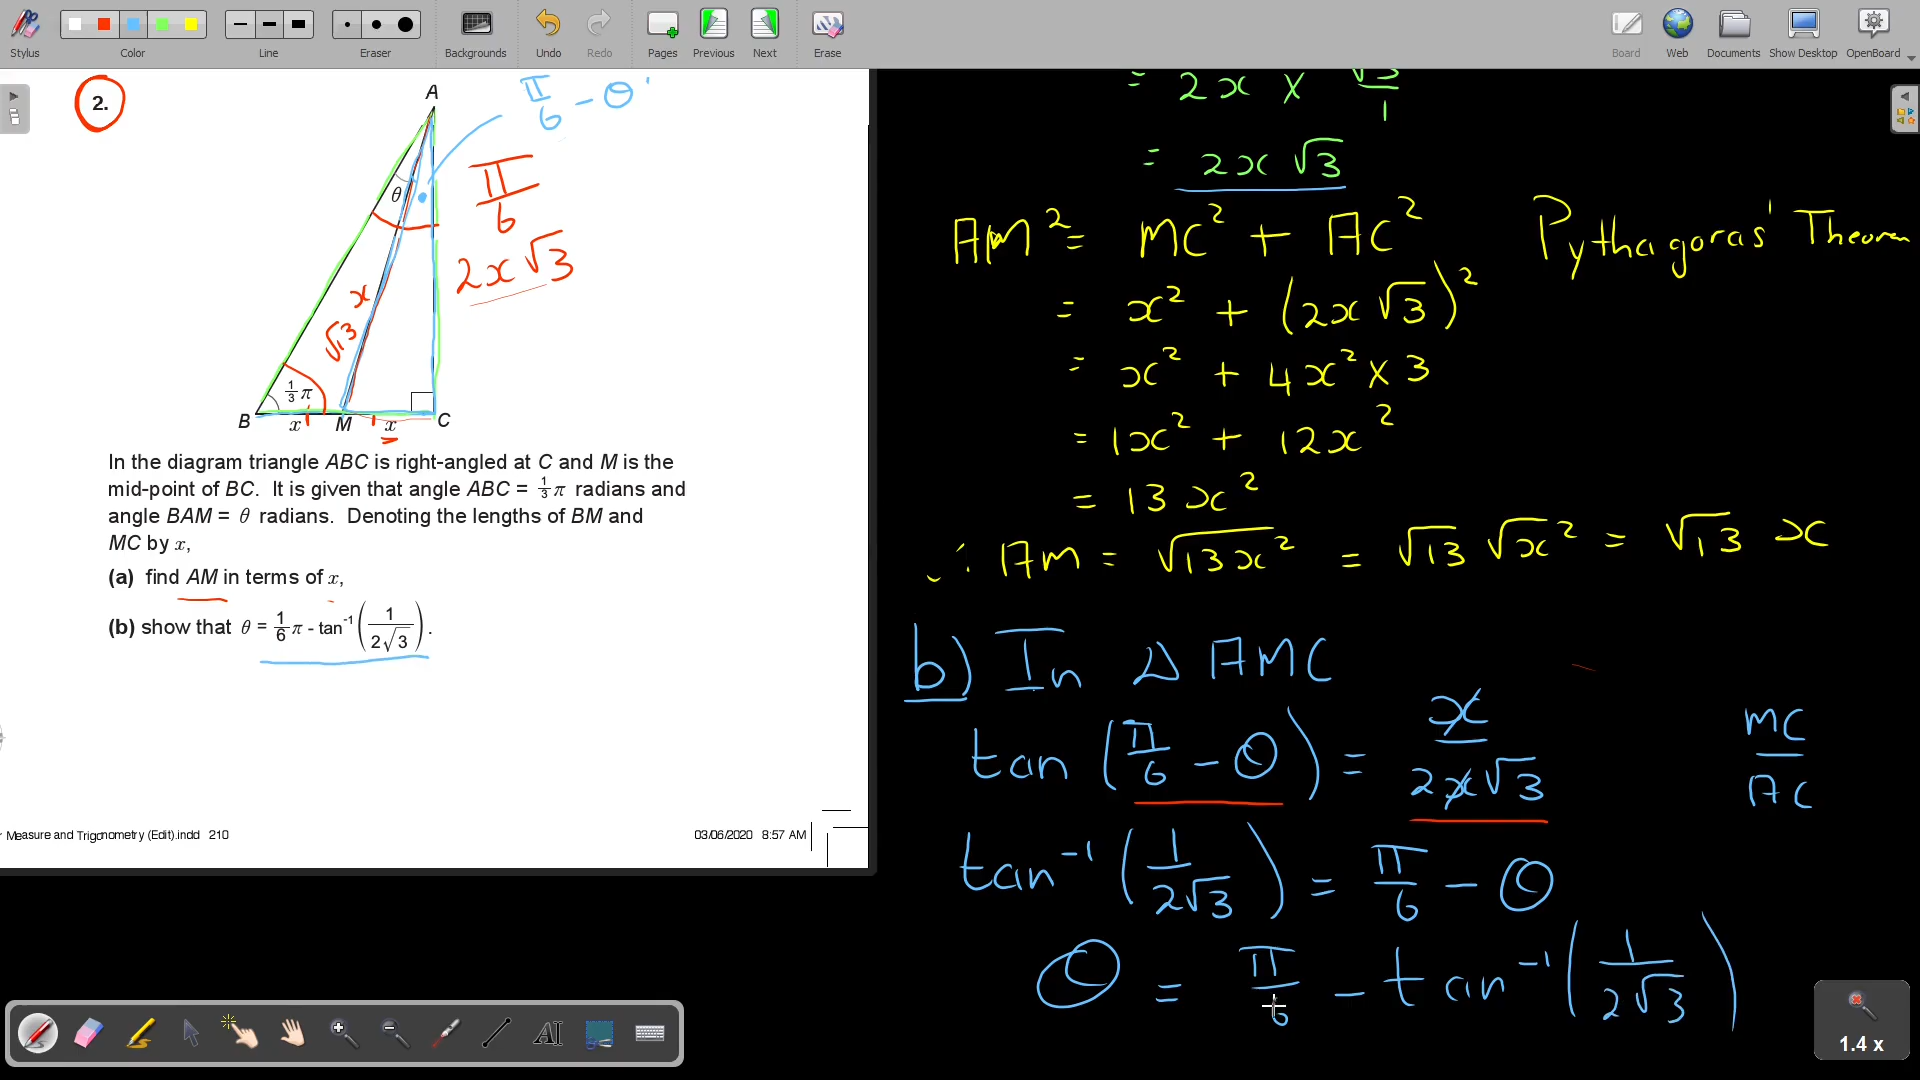 Stylus
Color
Line
Eraser
Backgrounds
Undo
Redo
Pages
Previous
Next
Erase
Board
Web
Documents
Show Desktop
OpenBoard
2.
A
π/6 - θ
θ
π/6
2x√3
√13 x
1/3 π
B
x
M
x
C
In the diagram triangle ABC is right-angled at C and M is the
mid-point of BC. It is given that angle ABC = 1/3 π radians and
angle BAM = θ radians. Denoting the lengths of BM and
MC by x,
(a) find AM in terms of x,
(b) show that θ = 1/6 π - tan⁻¹(1/2√3).
Measure and Trigonometry (Edit).indd 210
03/06/2020 8:57 AM
= 2x × √3/1
= 2x√3
AM² = MC² + AC² Pythagoras' Theorem
= x² + (2x√3)²
= x² + 4x² × 3
= 1x² + 12x²
= 13x²
∴ AM = √13x² = √13 √x² = √13 x
b) In △ AMC
tan (π/6 - θ) = x/2x√3 MC/AC
tan⁻¹ (1/2√3) = π/6 - θ
θ = π/6 - tan⁻¹ (1/2√3)
1.4 x